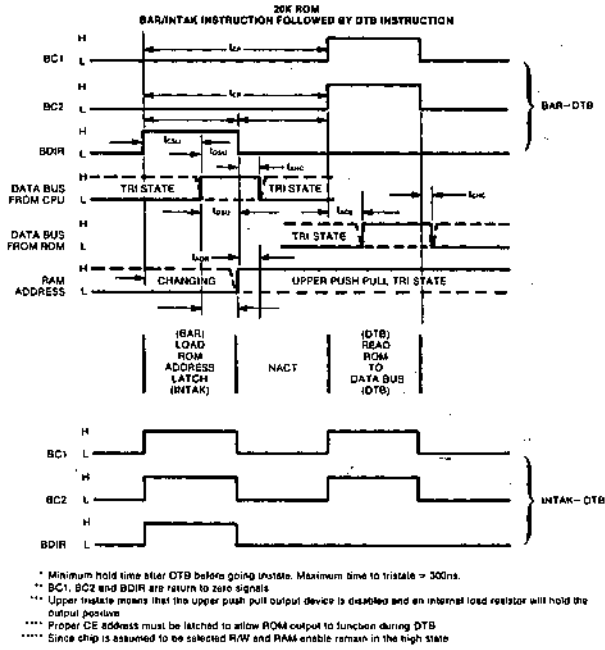 20K ROM
BAR/INTAK INSTRUCTION FOLLOWED BY DTB INSTRUCTION
H
BC1
L
H
BC2
L
BAR-DTB
H
BDIR
L
H
DATA BUS
FROM CPU
L
TRI STATE
TRI STATE
H
DATA BUS
FROM ROM
L
TRI STATE
H
RAM
ADDRESS
L
CHANGING
UPPER PUSH PULL, TRI STATE
(BAR)
LOAD
ROM
ADDRESS
LATCH
(INTAK)
NACT
(DTB)
READ
ROM
TO
DATA BUS
(DTB)
H
BC1
L
H
BC2
L
INTAK-DTB
H
BDIR
L
* Minimum hold time after DTB before going tristate. Maximum time to tristate = 300ns.
** BC1, BC2 and BDIR are return to zero signals
*** Upper tristate means that the upper push pull output device is disabled and an internal load resistor will hold the
output positive
**** Proper CE address must be latched to allow ROM output to function during DTB
***** Since chip is assumed to be selected R/W and RAM enable remain in the high state